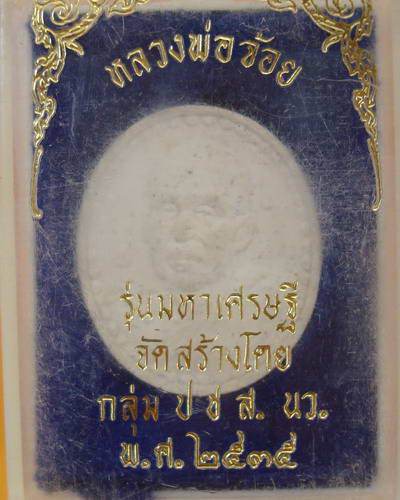 หลวงพ่อว้อย
รุ่นมหาเศรษฐี
จัดสร้างโดย
กลุ่ม ป ช ส. นว.
พ.ศ. ๒๕๓๕